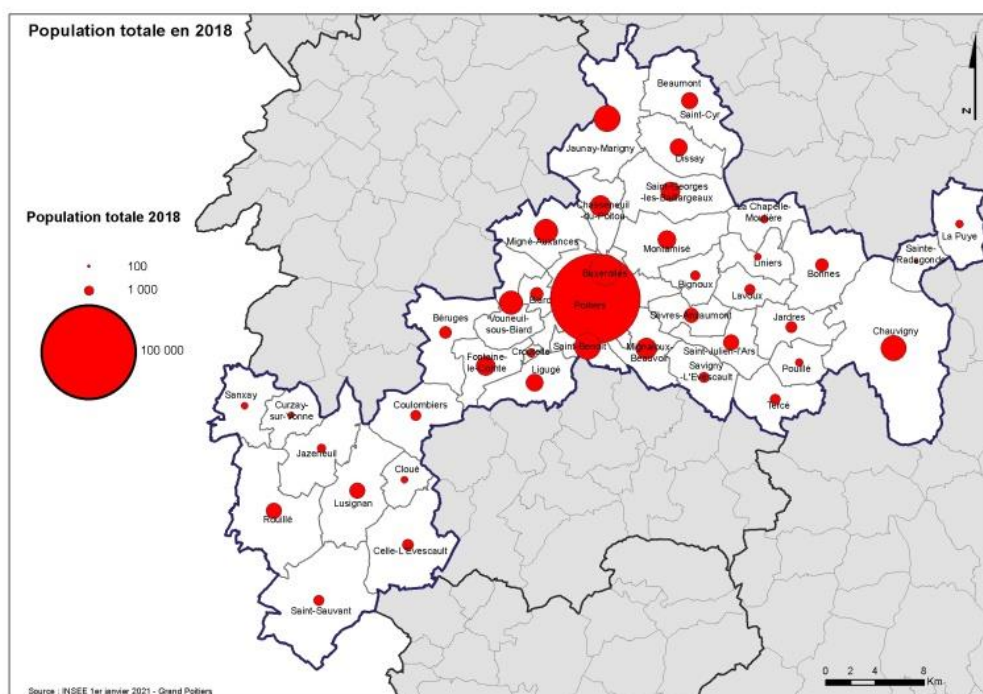 Population totale en 2018
Beaumont
Saint-Cyr
N
Jaunay-Marigny
Dissay
Saint-Georges
-les-Baillargeaux
Chasseneuil
-du-Poitou
La Chapelle-
Moulière
La Puye
Population totale 2018
Migné-Auxances
Montamisé
Sainte-
Radegonde
Liniers
Bonnes
100
Buxerolles
Bignoux
1 000
Biard
Lavoux
Poitiers
Vouneuil-
sous-Biard
Sèvres-Anxaumont
Béruges
Jardres
Chauvigny
100 000
Saint-Benoît
Mignaloux-
Beauvoir
Saint-Julien-l'Ars
Croutelle
Fontaine-
le-Comte
Pouillé
Ligugé
Savigny
-L'Evescault
Sanxay
Curzay-
sur-Vonne
Coulombiers
Tercé
Jazeneuil
Cloué
Lusignan
Rouillé
Celle-L'Evescault
Saint-Sauvant
0 2 4 8
Km
Source : INSEE 1er janvier 2021 - Grand Poitiers